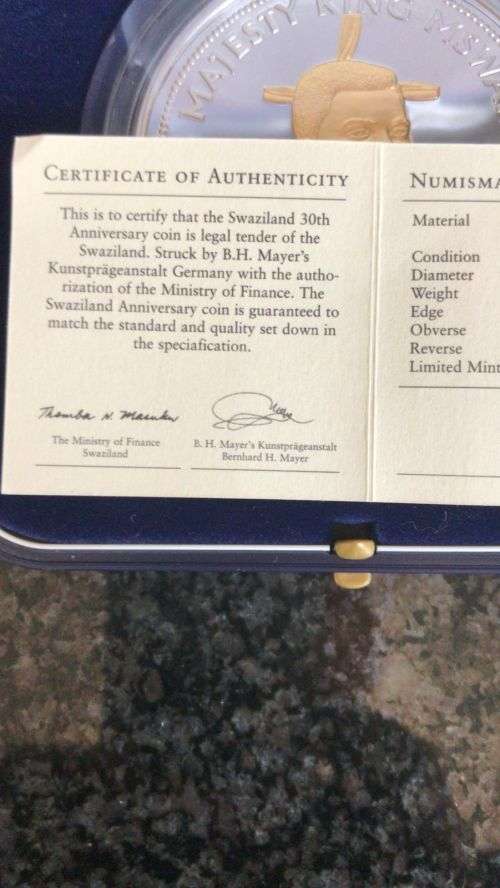 MAJESTY KING MSWA
CERTIFICATE OF AUTHENTICITY
This is to certify that the Swaziland 30th
Anniversary coin is legal tender of the
Swaziland. Struck by B.H. Mayer's
Kunstprägeanstalt Germany with the autho-
rization of the Ministry of Finance. The
Swaziland Anniversary coin is guaranteed to
match the standard and quality set down in
the speciafication.
The Ministry of Finance
Swaziland
B. H. Mayer's Kunstprägeanstalt
Bernhard H. Mayer
NUMISMA
Material
Condition
Diameter
Weight
Edge
Obverse
Reverse
Limited Mint